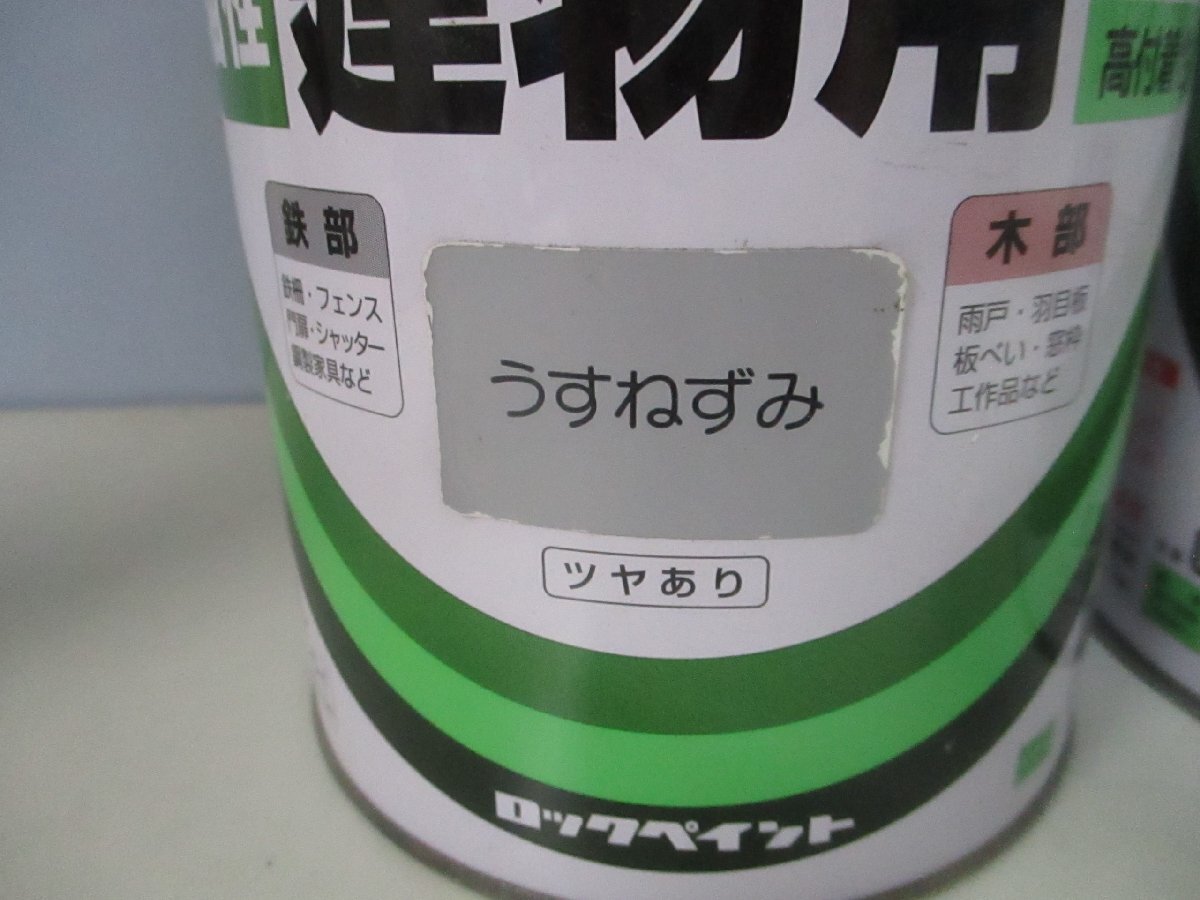 性
建物用
鉄部
鉄柵・フェンス
門扉・シャッター
鋼製家具など
うすねずみ
木部
雨戸・羽目板
板べい・窓枠
工作品など
ツヤあり
ロックペイント